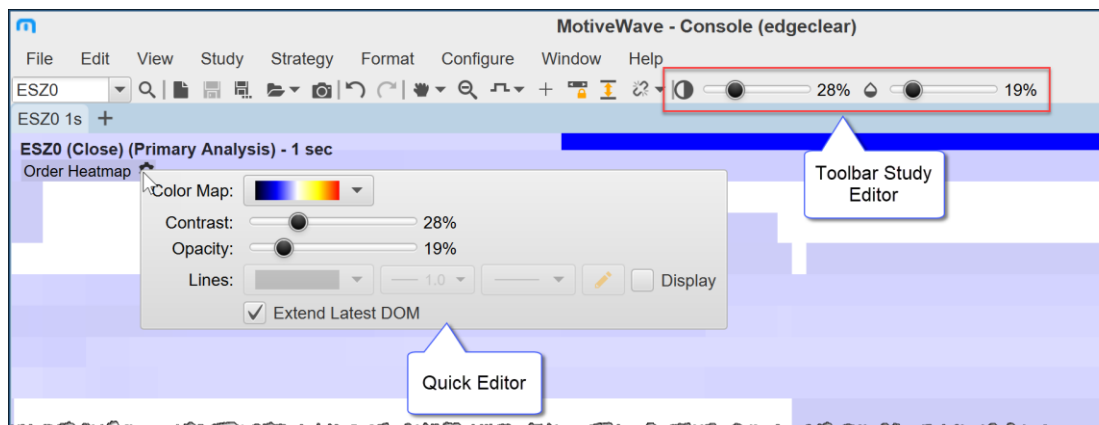 MotiveWave - Console (edgeclear)
File Edit View Study Strategy Format Configure Window Help
ESZ0 28% 19%
ESZ0 1s +
ESZ0 (Close) (Primary Analysis) - 1 sec
Order Heatmap
Toolbar Study
Editor
Color Map:
Contrast: 28%
Opacity: 19%
Lines: 1.0 Display
Extend Latest DOM
Quick Editor